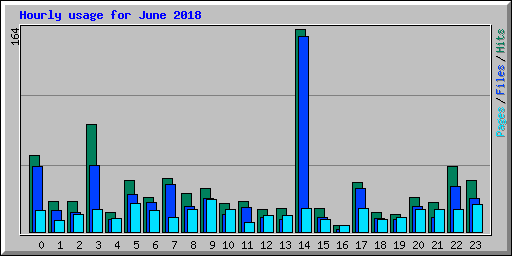 Hourly usage for June 2018
164
Pages/Files/Hits
0 1 2 3 4 5 6 7 8 9 10 11 12 13 14 15 16 17 18 19 20 21 22 23